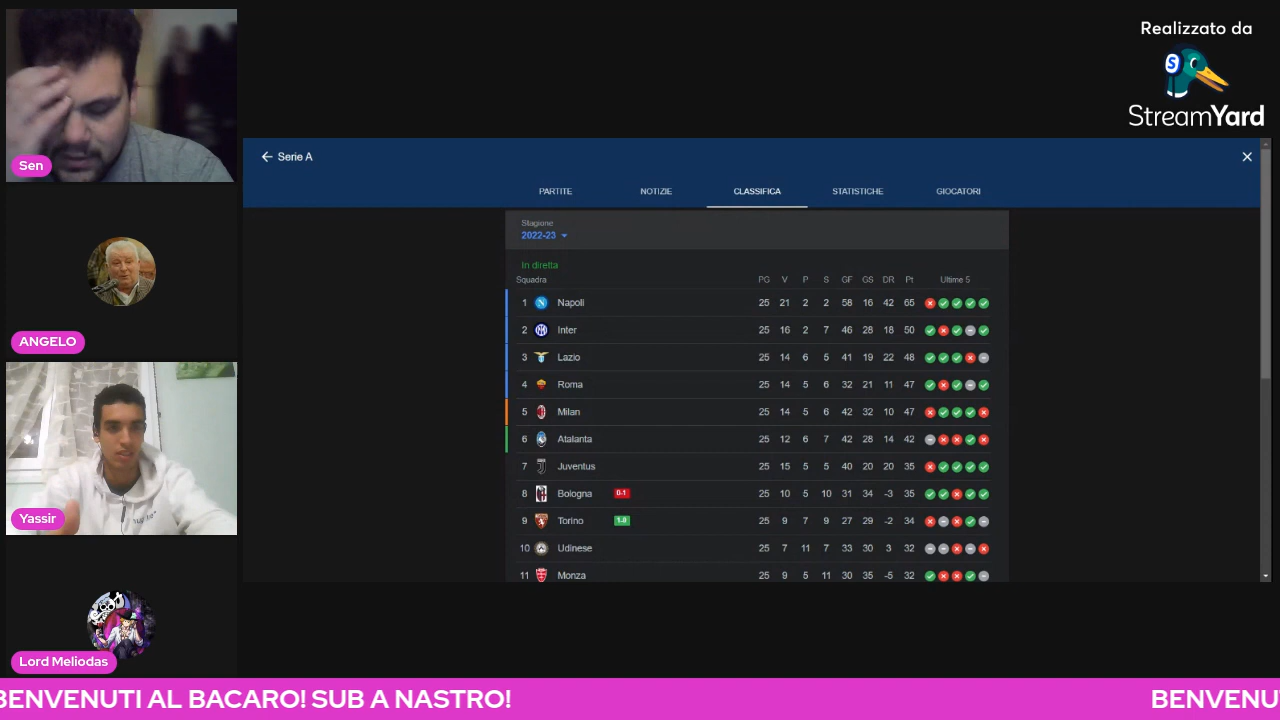 Realizzato da
StreamYard
Sen
ANGELO
Yassir
Lord Meliodas
Serie A
PARTITE NOTIZIE CLASSIFICA STATISTICHE GIOCATORI
Stagione
2022-23
In diretta
Squadra PG V P S GF GS DR Pt Ultime 5
1 Napoli 25 21 2 2 58 16 42 65
2 Inter 25 16 2 7 46 28 18 50
3 Lazio 25 14 6 5 41 19 22 48
4 Roma 25 14 5 6 32 21 11 47
5 Milan 25 14 5 6 42 32 10 47
6 Atalanta 25 12 6 7 42 28 14 42
7 Juventus 25 15 5 5 40 20 20 35
8 Bologna 0-1 25 10 5 10 31 34 -3 35
9 Torino 1-0 25 9 7 9 27 29 -2 34
10 Udinese 25 7 11 7 33 30 3 32
11 Monza 25 9 5 11 30 35 -5 32
BENVENUTI AL BACARO! SUB A NASTRO! BENVENU